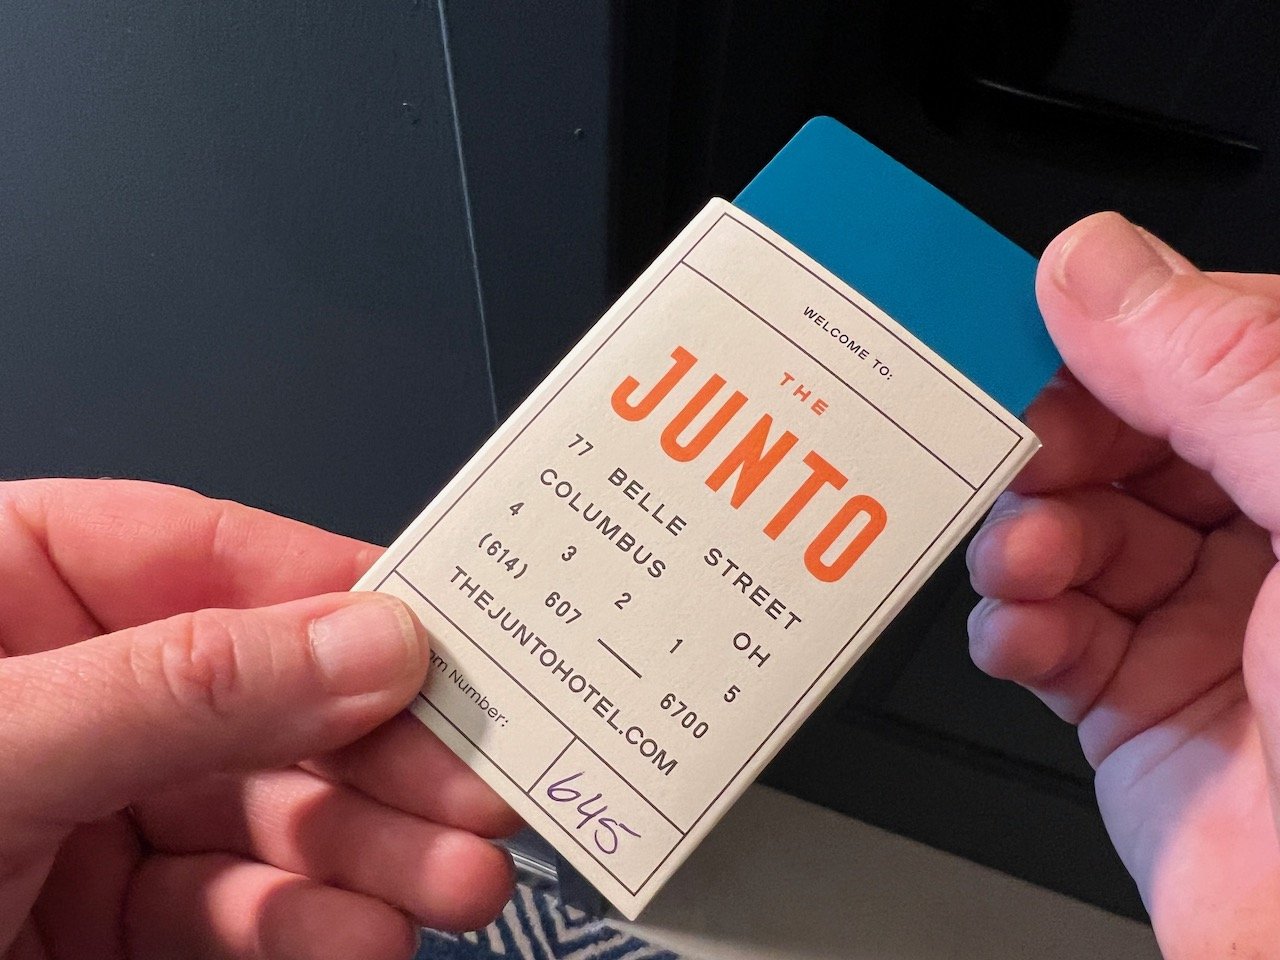 WELCOME TO:
THE
JUNTO
77 BELLE STREET
COLUMBUS OH
4 3 2 1 5
(614) 607 — 6700
THEJUNTOHOTEL.COM
Number:
645